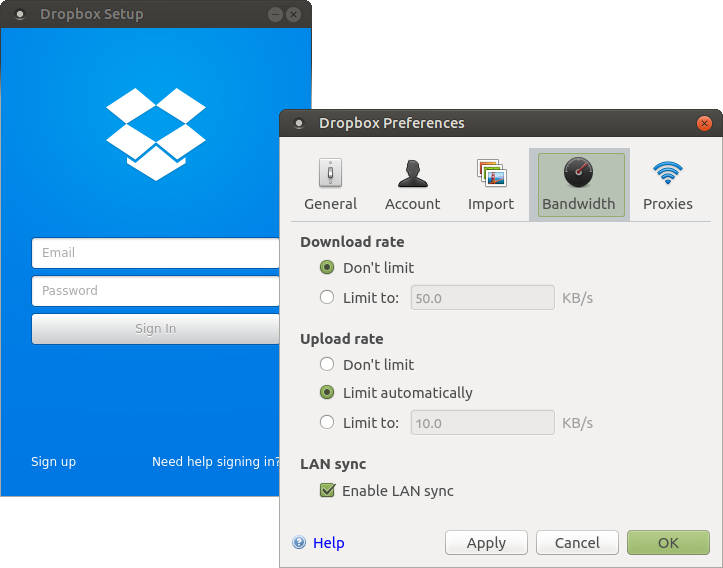 Dropbox Setup
Email
Password
Sign In
Sign up Need help signing in?
Dropbox Preferences
General Account Import Bandwidth Proxies
Download rate
Don't limit
Limit to: 50.0 KB/s
Upload rate
Don't limit
Limit automatically
Limit to: 10.0 KB/s
LAN sync
Enable LAN sync
Help Apply Cancel OK